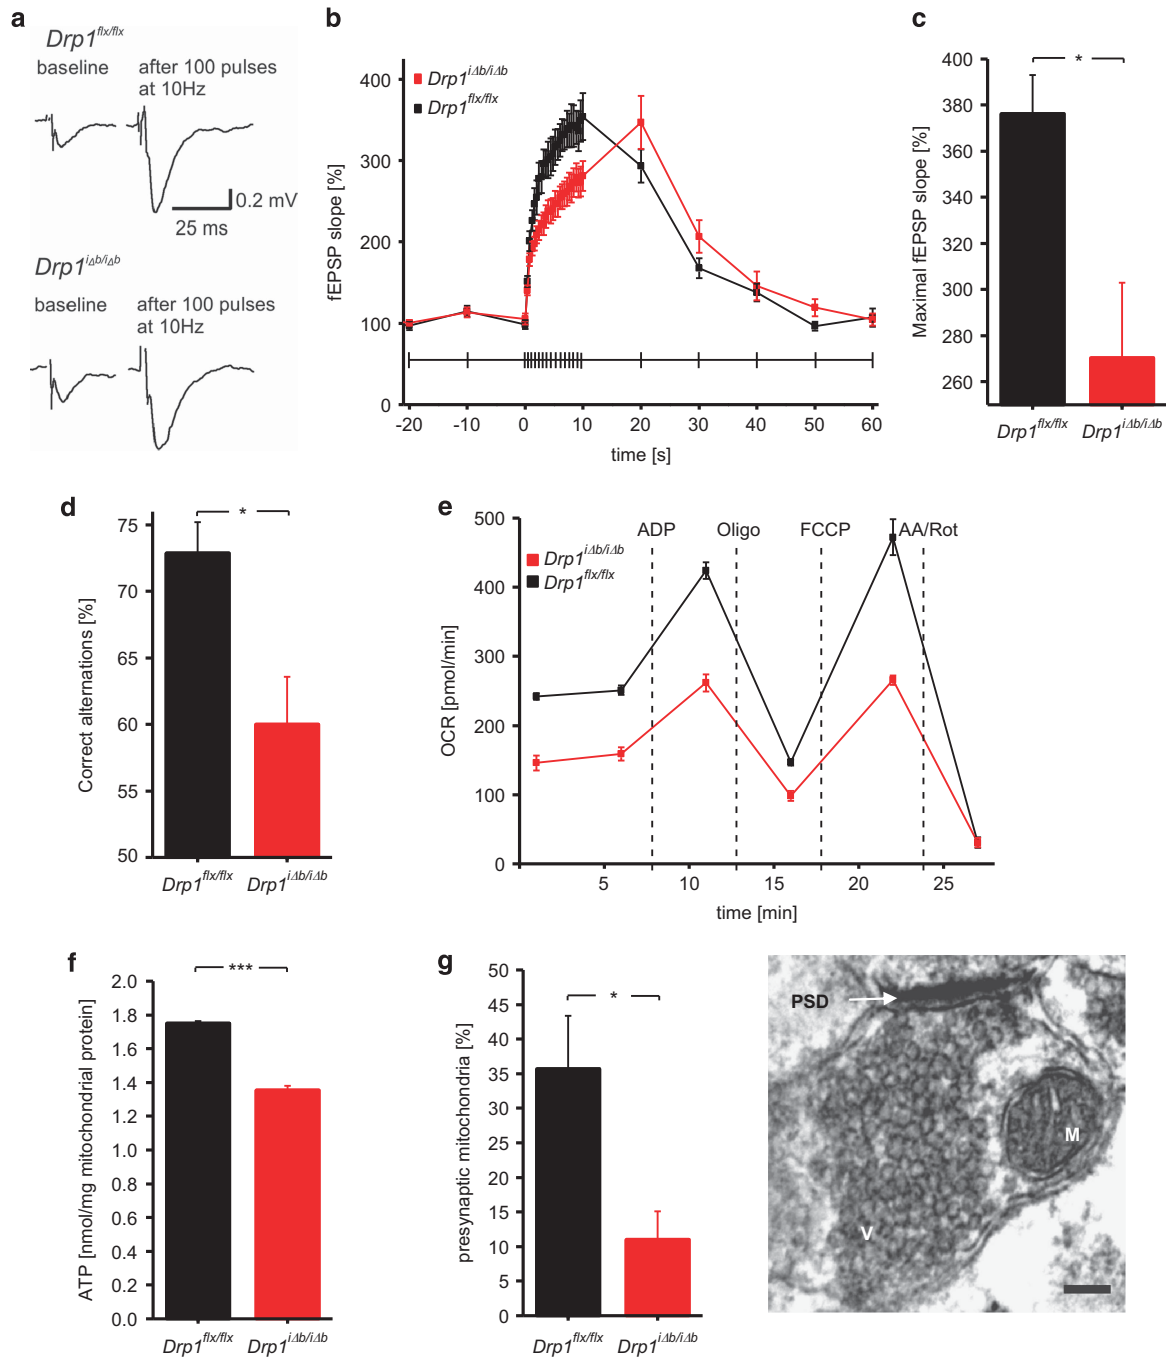 a
Drp1flx/flx
baseline after 100 pulses
at 10Hz
0.2 mV
25 ms
Drp1iΔb/iΔb
baseline after 100 pulses
at 10Hz
b
Drp1iΔb/iΔb
Drp1flx/flx
fEPSP slope [%]
400
300
200
100
0
-20 -10 0 10 20 30 40 50 60
time [s]
c
*
Maximal fEPSP slope [%]
400
380
360
340
320
300
280
260
Drp1flx/flx Drp1iΔb/iΔb
d
*
Correct alternations [%]
75
70
65
60
55
50
Drp1flx/flx Drp1iΔb/iΔb
e
ADP Oligo FCCP AA/Rot
Drp1iΔb/iΔb
Drp1flx/flx
OCR [pmol/min]
500
400
300
200
100
0
5 10 15 20 25
time [min]
f
***
ATP [nmol/mg mitochondrial protein]
2.0
1.8
1.6
1.4
1.2
1.0
0.8
0.6
0.4
0.2
0.0
Drp1flx/flx Drp1iΔb/iΔb
g
*
presynaptic mitochondria [%]
50
45
40
35
30
25
20
15
10
5
0
Drp1flx/flx Drp1iΔb/iΔb
PSD
M
V